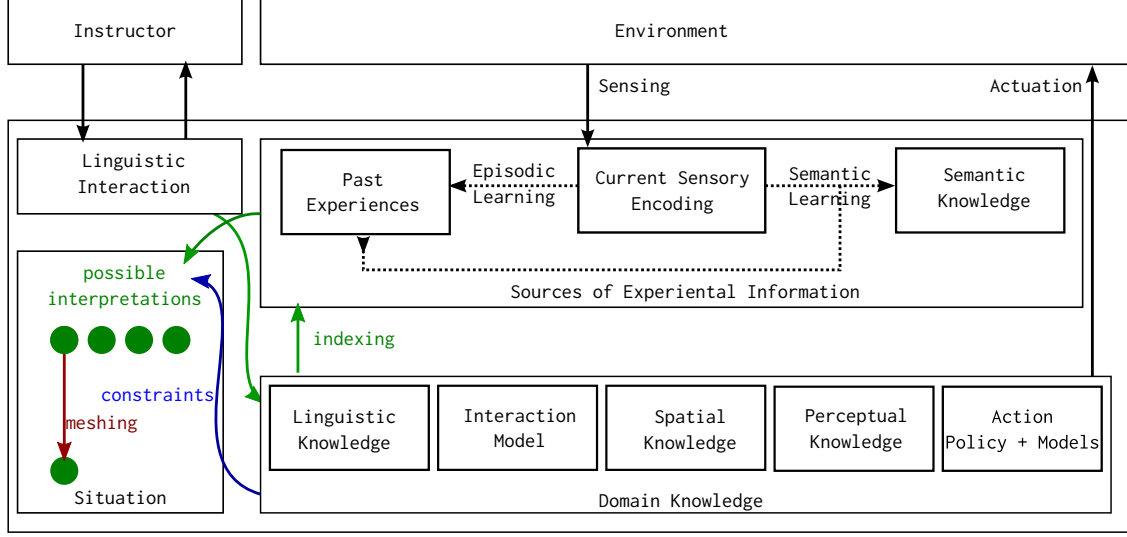 Instructor
Environment
Sensing
Actuation
Linguistic
Interaction
Past
Experiences
Episodic
Learning
Current Sensory
Encoding
Semantic
Learning
Semantic
Knowledge
Sources of Experiental Information
possible
interpretations
indexing
constraints
meshing
Situation
Linguistic
Knowledge
Interaction
Model
Spatial
Knowledge
Perceptual
Knowledge
Action
Policy + Models
Domain Knowledge